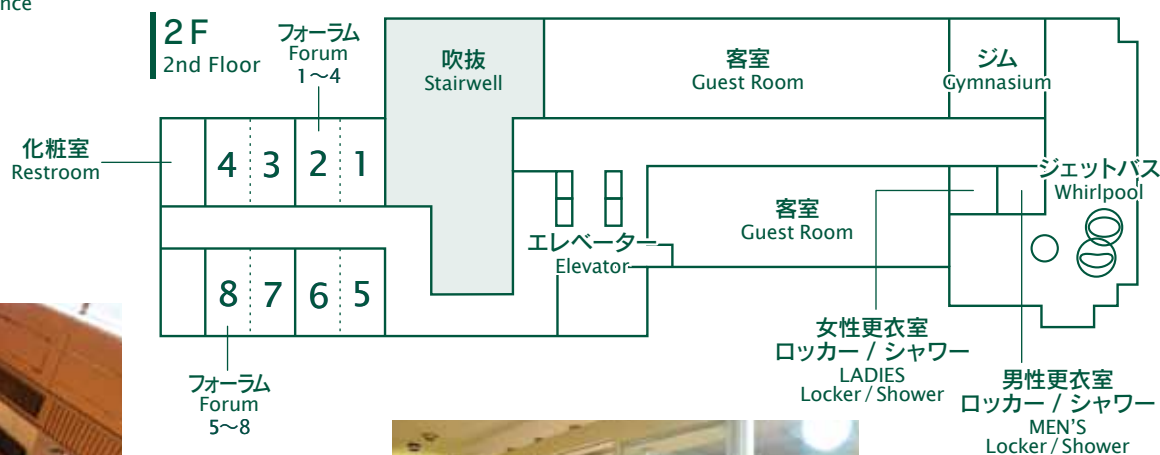 nce
2F
2nd Floor
フォーラム
Forum
1〜4
吹抜
Stairwell
客室
Guest Room
ジム
Gymnasium
化粧室
Restroom
4 3 2 1
ジェットバス
Whirlpool
客室
Guest Room
エレベーター
Elevator
8 7 6 5
フォーラム
Forum
5〜8
女性更衣室
ロッカー / シャワー
LADIES
Locker / Shower
男性更衣室
ロッカー / シャワー
MEN'S
Locker / Shower